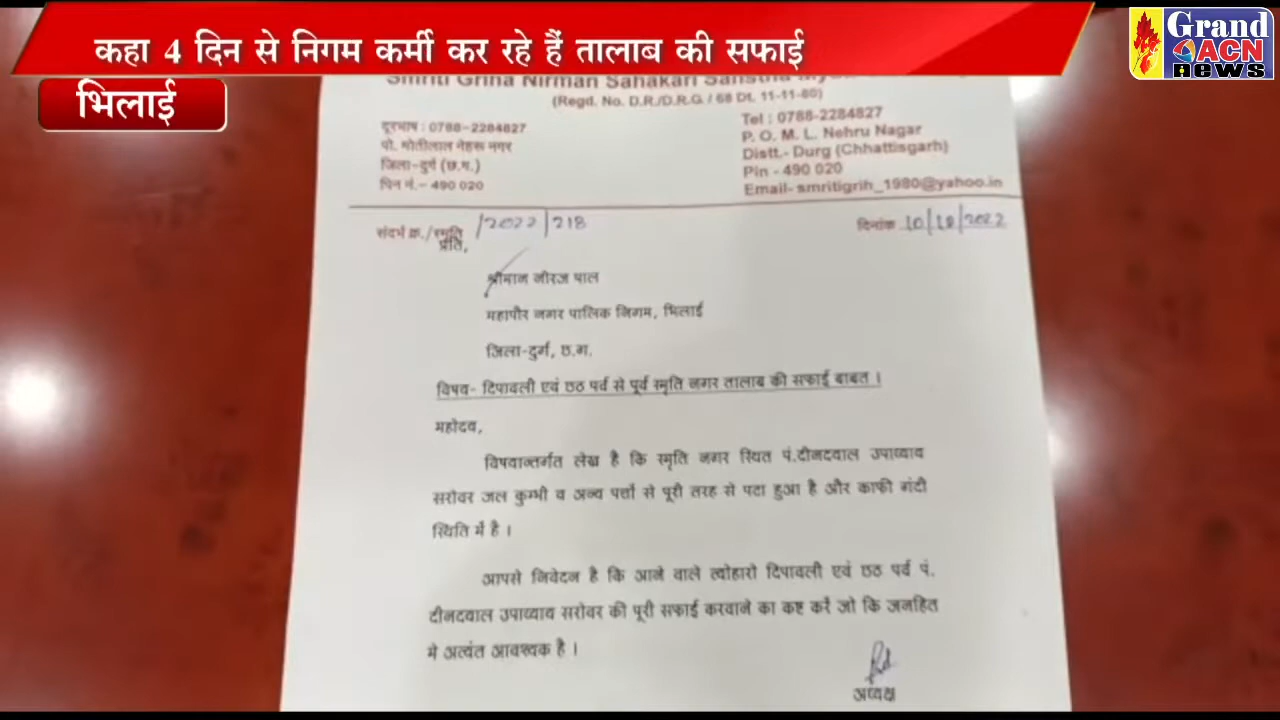 कहा 4 दिन से निगम कर्मी कर रहे हैं तालाब की सफाई
Grand
ACN
news
भिलाई
Smriti Griha Nirman Sahakari Sanstha
(Regd. No. D.R./D.R.G. / 68 Dt. 11-11-80)
दूरभाष : 0788-2284827
पो. मोतीलाल नेहरू नगर
जिला-दुर्ग (छ.ग.)
पिन नं.- 490 020
Tel : 0788-2284827
P. O. M. L. Nehru Nagar
Distt.- Durg (Chhattisgarh)
Pin - 490 020
Email- smritigrih_1980@yahoo.in
संदर्भ क्र./स्मृति /2022/218
दिनांक 10/10/2022
प्रति,
श्रीमान नीरज पाल
महापौर नगर पालिक निगम, भिलाई
जिला-दुर्ग, छ.ग.
विषय- दिपावली एवं छठ पर्व से पूर्व स्मृति नगर तालाब की सफाई बाबत ।
महोदय,
विषयान्तर्गत लेख है कि स्मृति नगर स्थित पं.दीनदयाल उपाध्याय
सरोवर जल कुम्भी व अन्य पत्तों से पूरी तरह से पटा हुआ है और काफी गंदी
स्थिति में है ।
आपसे निवेदन है कि आने वाले त्योहारो दिपावली एवं छठ पर्व पं.
दीनदयाल उपाध्याय सरोवर की पूरी सफाई करवाने का कष्ट करें जो कि जनहित
मे अत्यंत आवश्यक है ।
अध्यक्ष